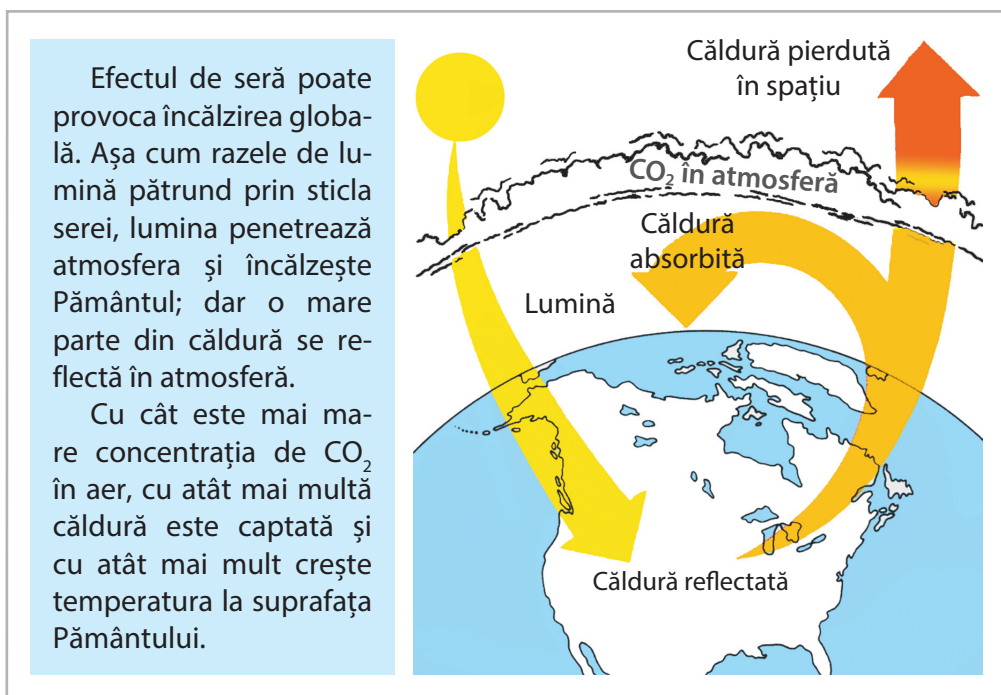 Efectul de seră poate
provoca încălzirea globa-
lă. Așa cum razele de lu-
mină pătrund prin sticla
serei, lumina penetrează
atmosfera și încălzește
Pământul; dar o mare
parte din căldură se re-
flectă în atmosferă.
Cu cât este mai ma-
re concentrația de CO₂
în aer, cu atât mai multă
căldură este captată și
cu atât mai mult crește
temperatura la suprafața
Pământului.
Căldură pierdută
în spațiu
CO₂ în atmosferă
Căldură
absorbită
Lumină
Căldură reflectată